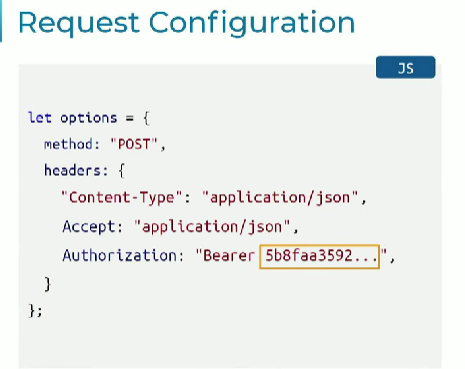 Request Configuration
JS
let options = {
method: "POST",
headers: {
"Content-Type": "application/json",
Accept: "application/json",
Authorization: "Bearer 5b8faa3592...",
}
};